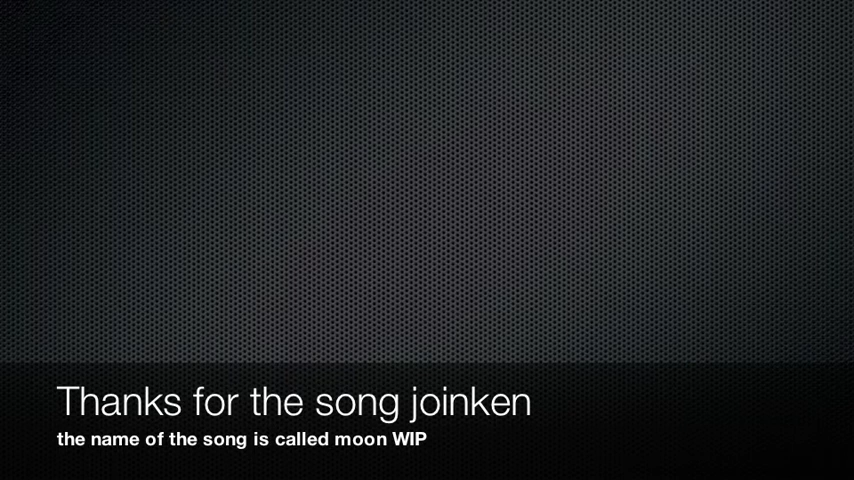 Thanks for the song joinken
the name of the song is called moon WIP